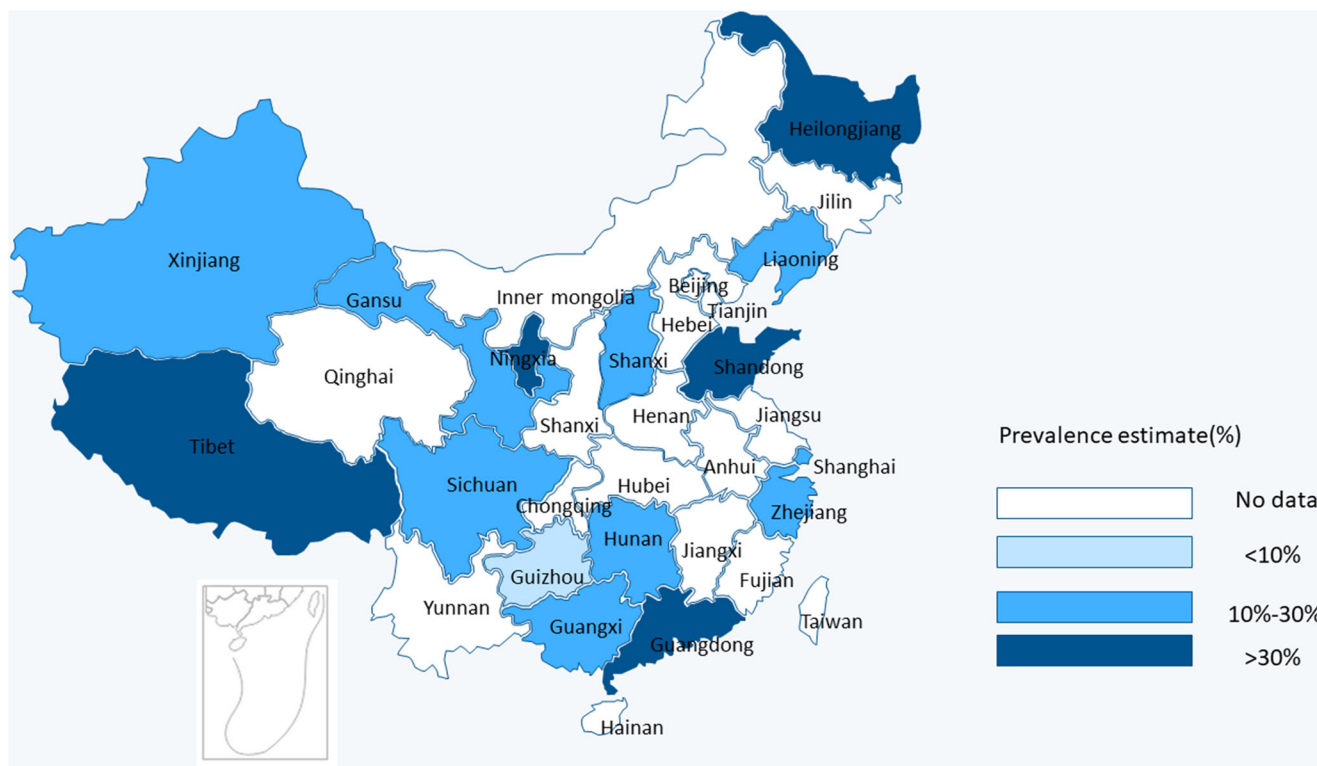 Heilongjiang
Jilin
Xinjiang
Liaoning
Gansu
Inner mongolia
Beijing
Tianjin
Hebei
Ningxia
Shanxi
Shandong
Qinghai
Shanxi
Henan
Jiangsu
Tibet
Sichuan
Chongqing
Hubei
Anhui
Shanghai
Zhejiang
Hunan
Jiangxi
Fujian
Guizhou
Yunnan
Guangxi
Guangdong
Taiwan
Hainan
Prevalence estimate(%)
No data
<10%
10%-30%
>30%